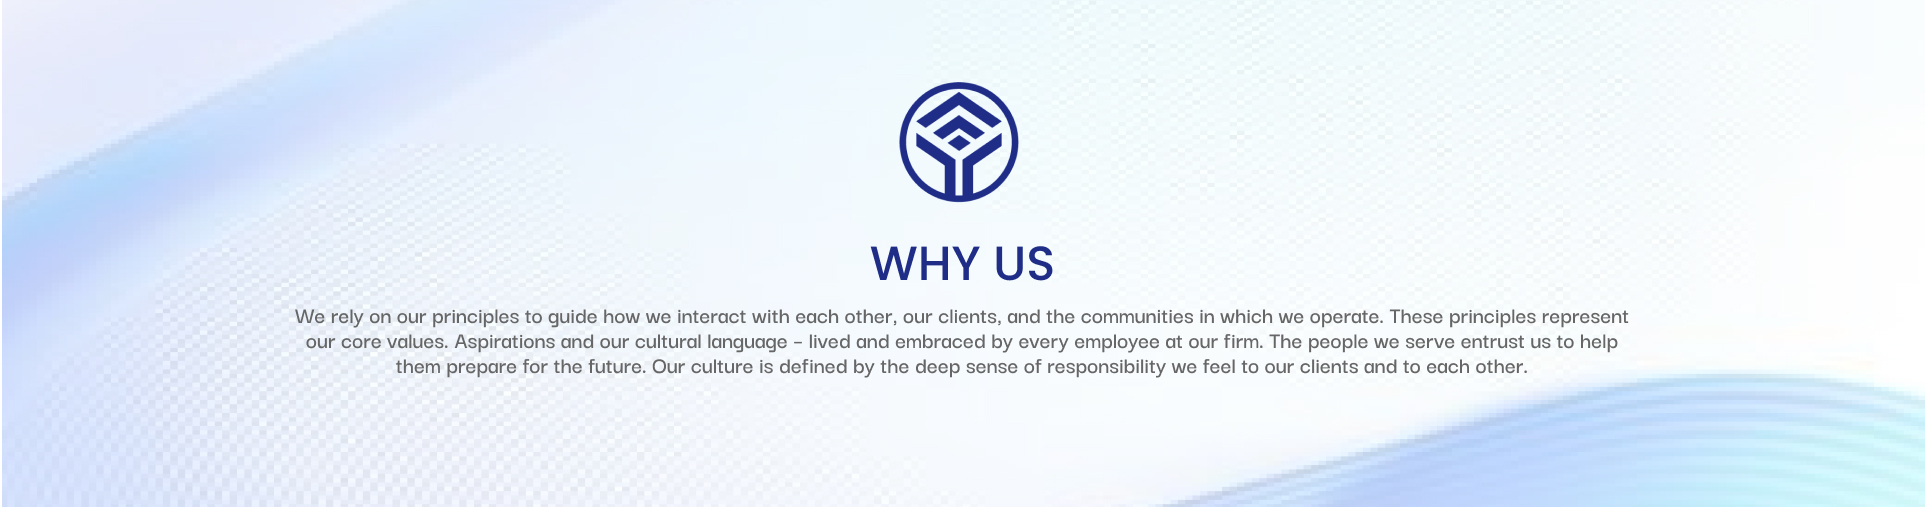 WHY US
We rely on our principles to guide how we interact with each other, our clients, and the communities in which we operate. These principles represent
our core values. Aspirations and our cultural language – lived and embraced by every employee at our firm. The people we serve entrust us to help
them prepare for the future. Our culture is defined by the deep sense of responsibility we feel to our clients and to each other.